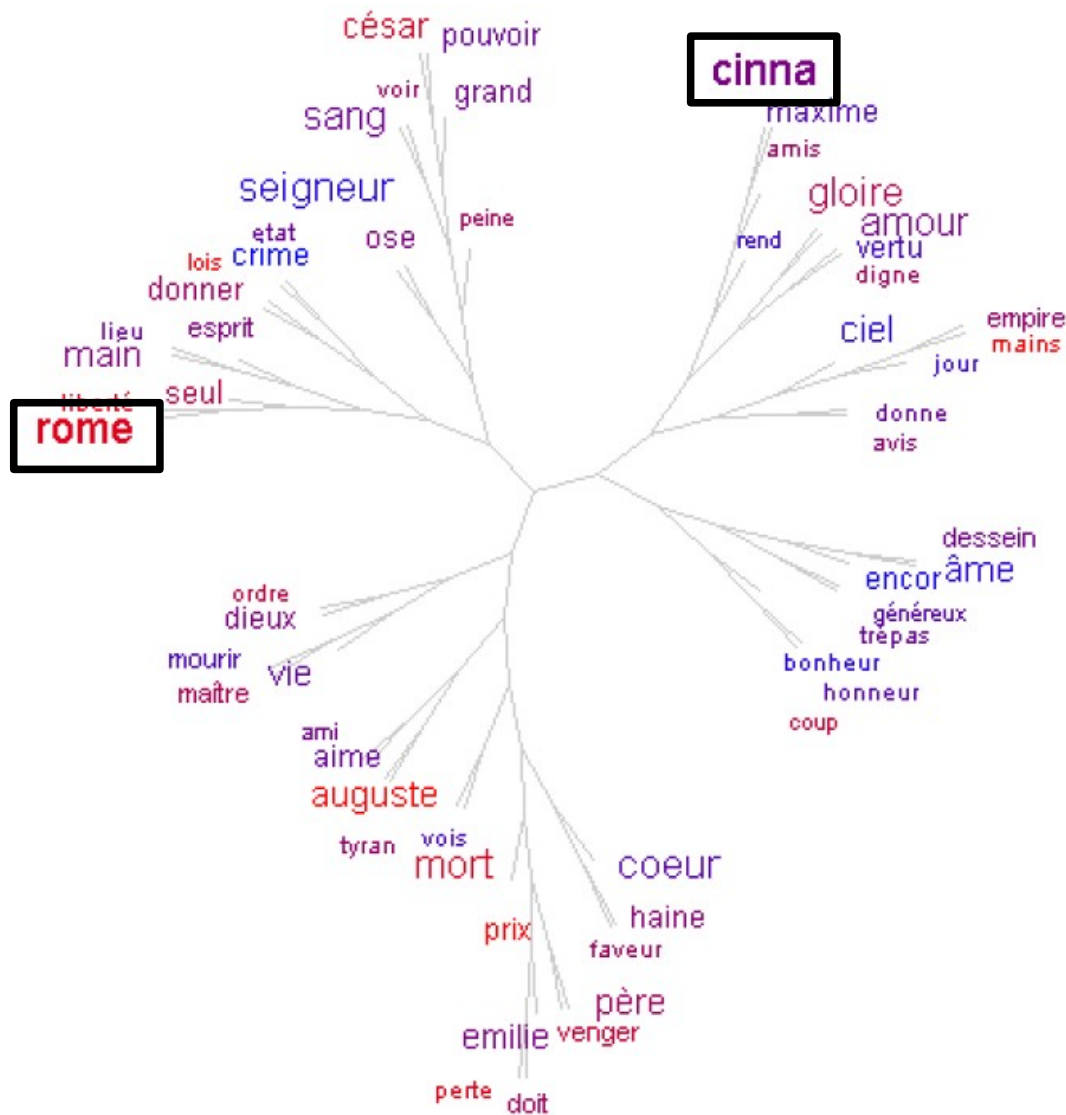 césar
pouvoir
cinna
voir
grand
sang
maxime
amis
seigneur
gloire
peine
amour
etat
ose
rend
vertu
crime
lois
digne
donner
lieu
esprit
ciel
empire
main
mains
jour
liberté
seul
donne
rome
avis
dessein
encor
âme
ordre
généreux
dieux
trépas
mourir
vie
bonheur
maître
honneur
coup
ami
aime
auguste
tyran
vois
mort
coeur
prix
haine
faveur
père
emilie
venger
perte
doit